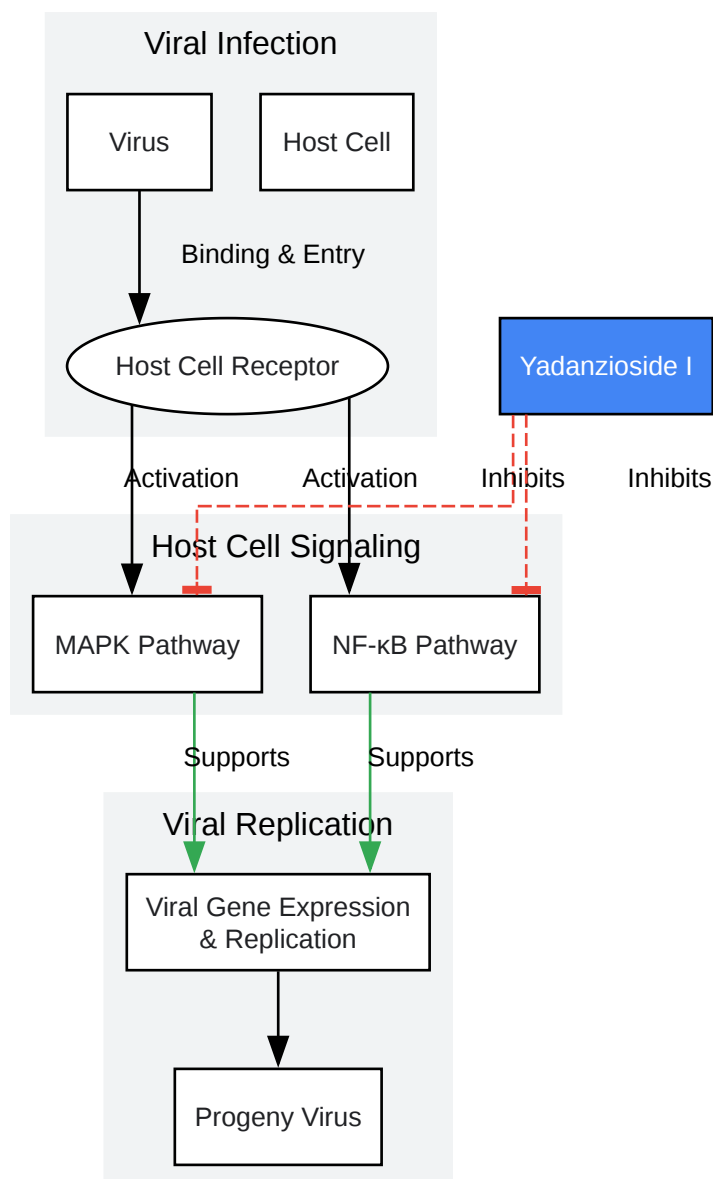 Viral Infection
Virus
Host Cell
Binding & Entry
Host Cell Receptor
Yadanzioside I
Activation
Activation
Inhibits
Inhibits
Host Cell Signaling
MAPK Pathway
NF-κB Pathway
Supports
Supports
Viral Replication
Viral Gene Expression
& Replication
Progeny Virus